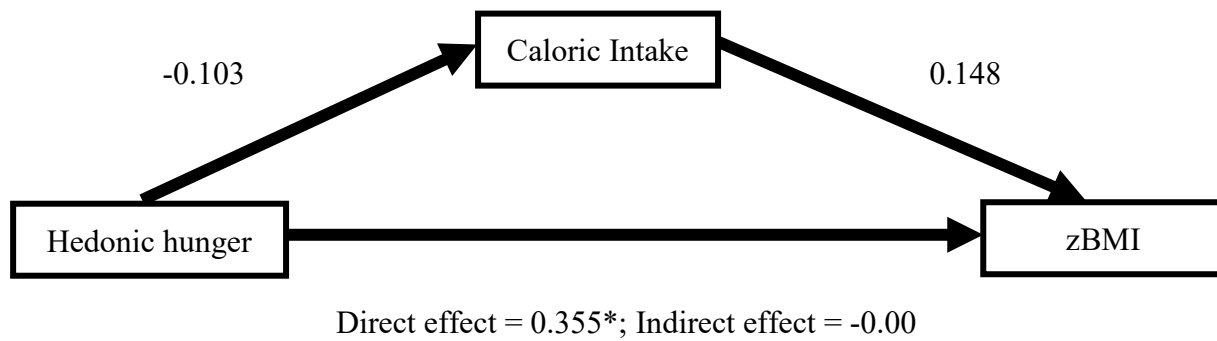 Caloric Intake
-0.103
0.148
Hedonic hunger
zBMI
Direct effect = 0.355*; Indirect effect = -0.00